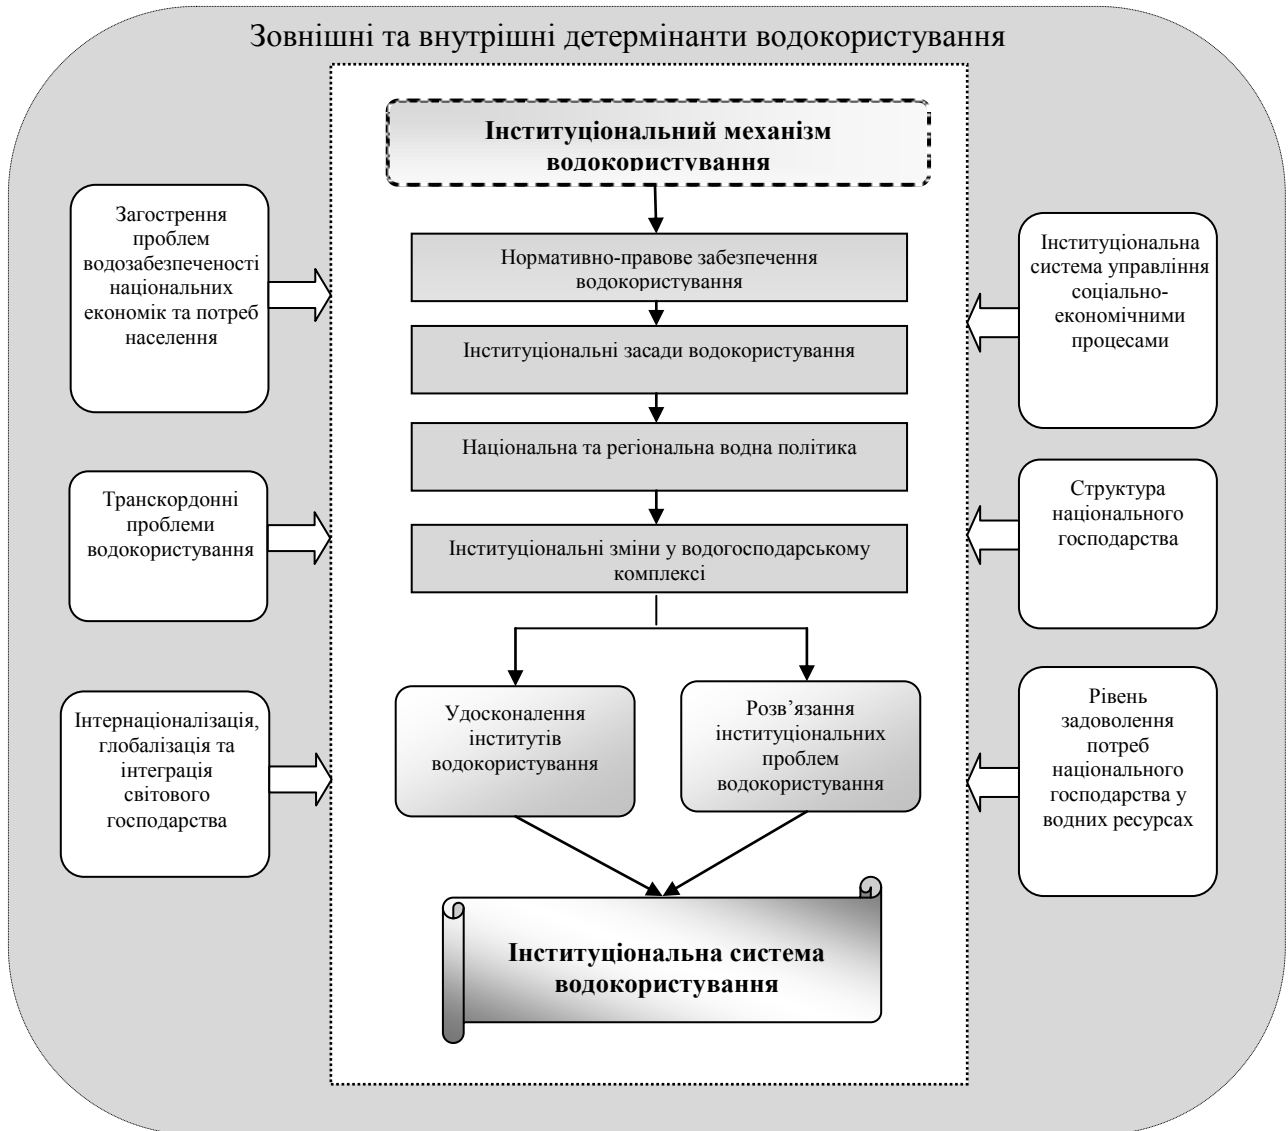 Зовнішні та внутрішні детермінанти водокористування
Інституціональний механізм
водокористування
Загострення
проблем
водозабезпеченості
національних
економік та потреб
населення
Транскордонні
проблеми
водокористування
Інтернаціоналізація,
глобалізація та
інтеграція
світового
господарства
Нормативно-правове забезпечення
водокористування
Інституціональні засади водокористування
Національна та регіональна водна політика
Інституціональні зміни у водогосподарському
комплексі
Удосконалення
інститутів
водокористування
Розв’язання
інституціональних
проблем
водокористування
Інституціональна система
водокористування
Інституціональна
система управління
соціально-
економічними
процесами
Структура
національного
господарства
Рівень
задоволення
потреб
національного
господарства у
водних ресурсах